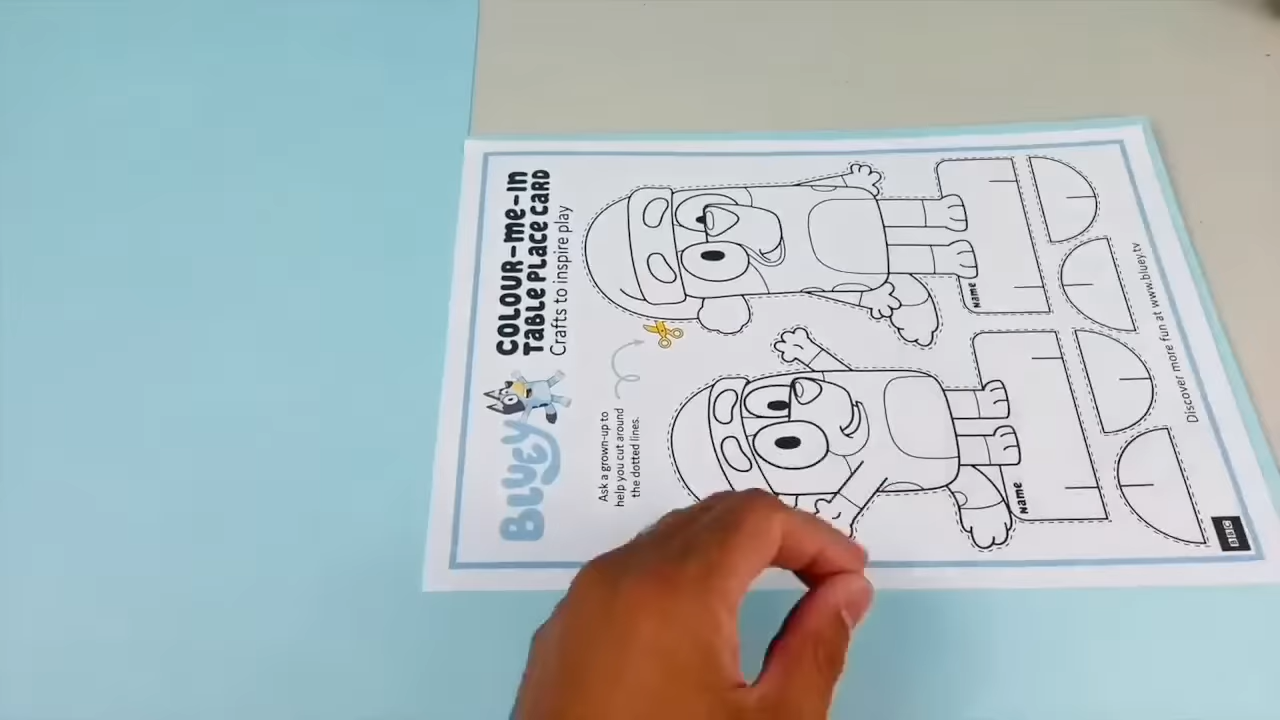 BLUEY
COLOUR-me-IN
TABLE PLACE CARD
Crafts to inspire play
Ask a grown-up to
help you cut around
the dotted lines.
Name
Name
Discover more fun at www.bluey.tv
BBC